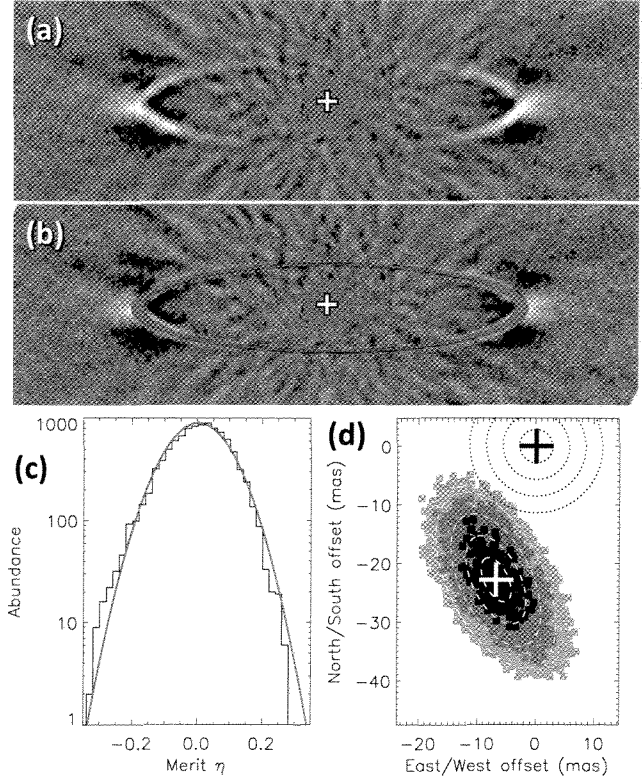 (a)
(b)
(c)
1000
100
10
1
Abundance
-0.2
0.0
0.2
Merit η
(d)
0
-10
-20
-30
-40
North/South offset (mas)
-20
-10
0
10
East/West offset (mas)